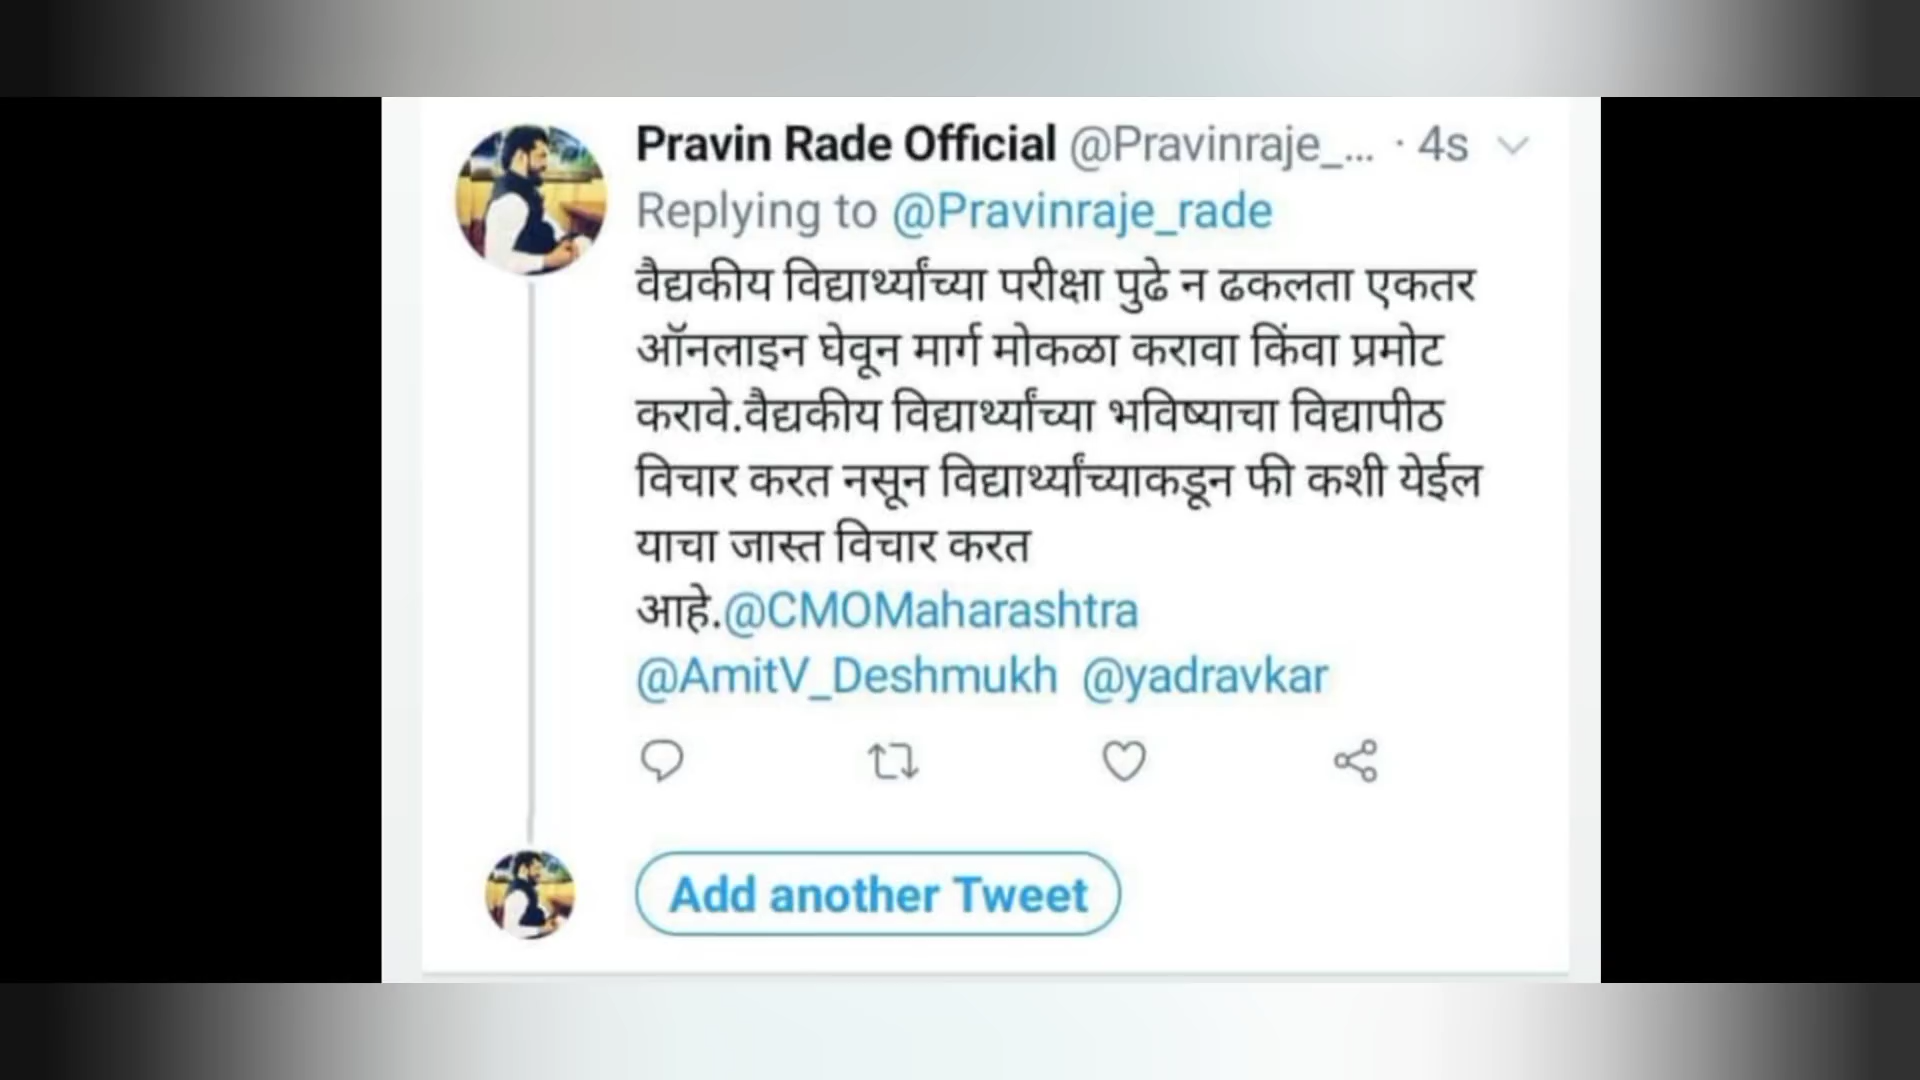 Pravin Rade Official @Pravinraje_... · 4s
Replying to @Pravinraje_rade
वैद्यकीय विद्यार्थ्यांच्या परीक्षा पुढे न ढकलता एकतर
ऑनलाइन घेवून मार्ग मोकळा करावा किंवा प्रमोट
करावे.वैद्यकीय विद्यार्थ्यांच्या भविष्याचा विद्यापीठ
विचार करत नसून विद्यार्थ्यांच्याकडून फी कशी येईल
याचा जास्त विचार करत
आहे.@CMOMaharashtra
@AmitV_Deshmukh @yadravkar
Add another Tweet